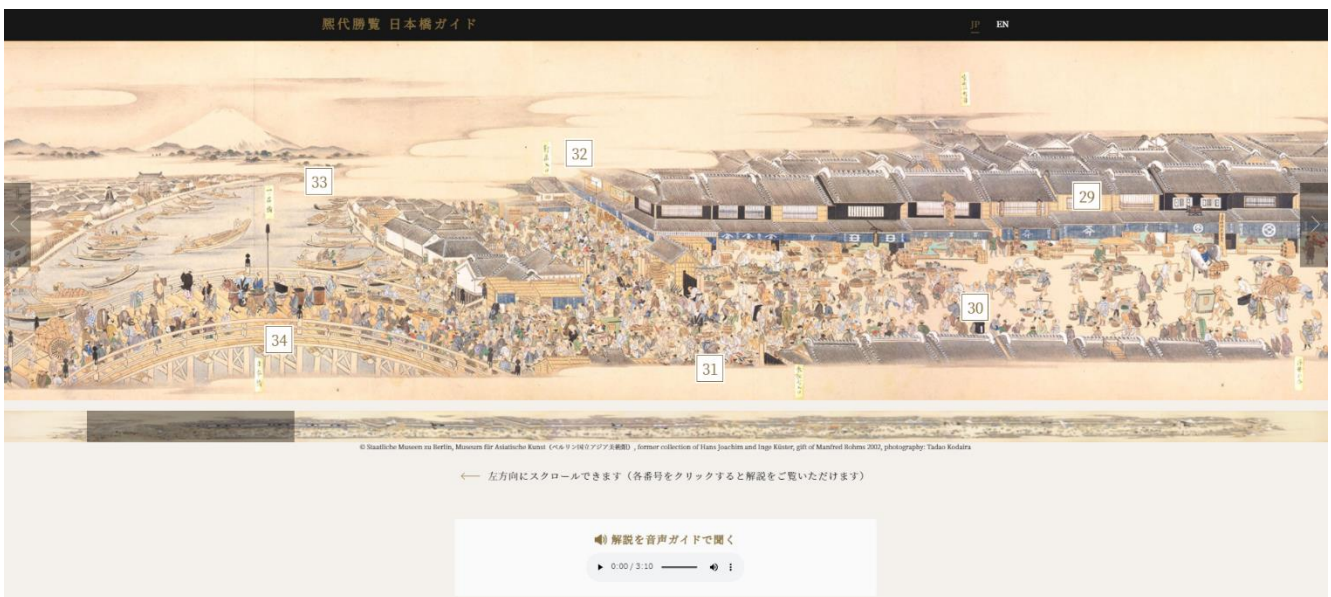 熈代勝覧 日本橋ガイド
JP EN
32
33
29
30
34
31
© Staatliche Museen zu Berlin, Museum für Asiatische Kunst（ベルリン国立アジア美術館）, former collection of Hans Joachim and Inge Küster, gift of Manfred Bohms 2002, photography: Tadao Kodaira
← 左方向にスクロールできます（各番号をクリックすると解説をご覧いただけます）
解説を音声ガイドで聞く
0:00 / 3:10